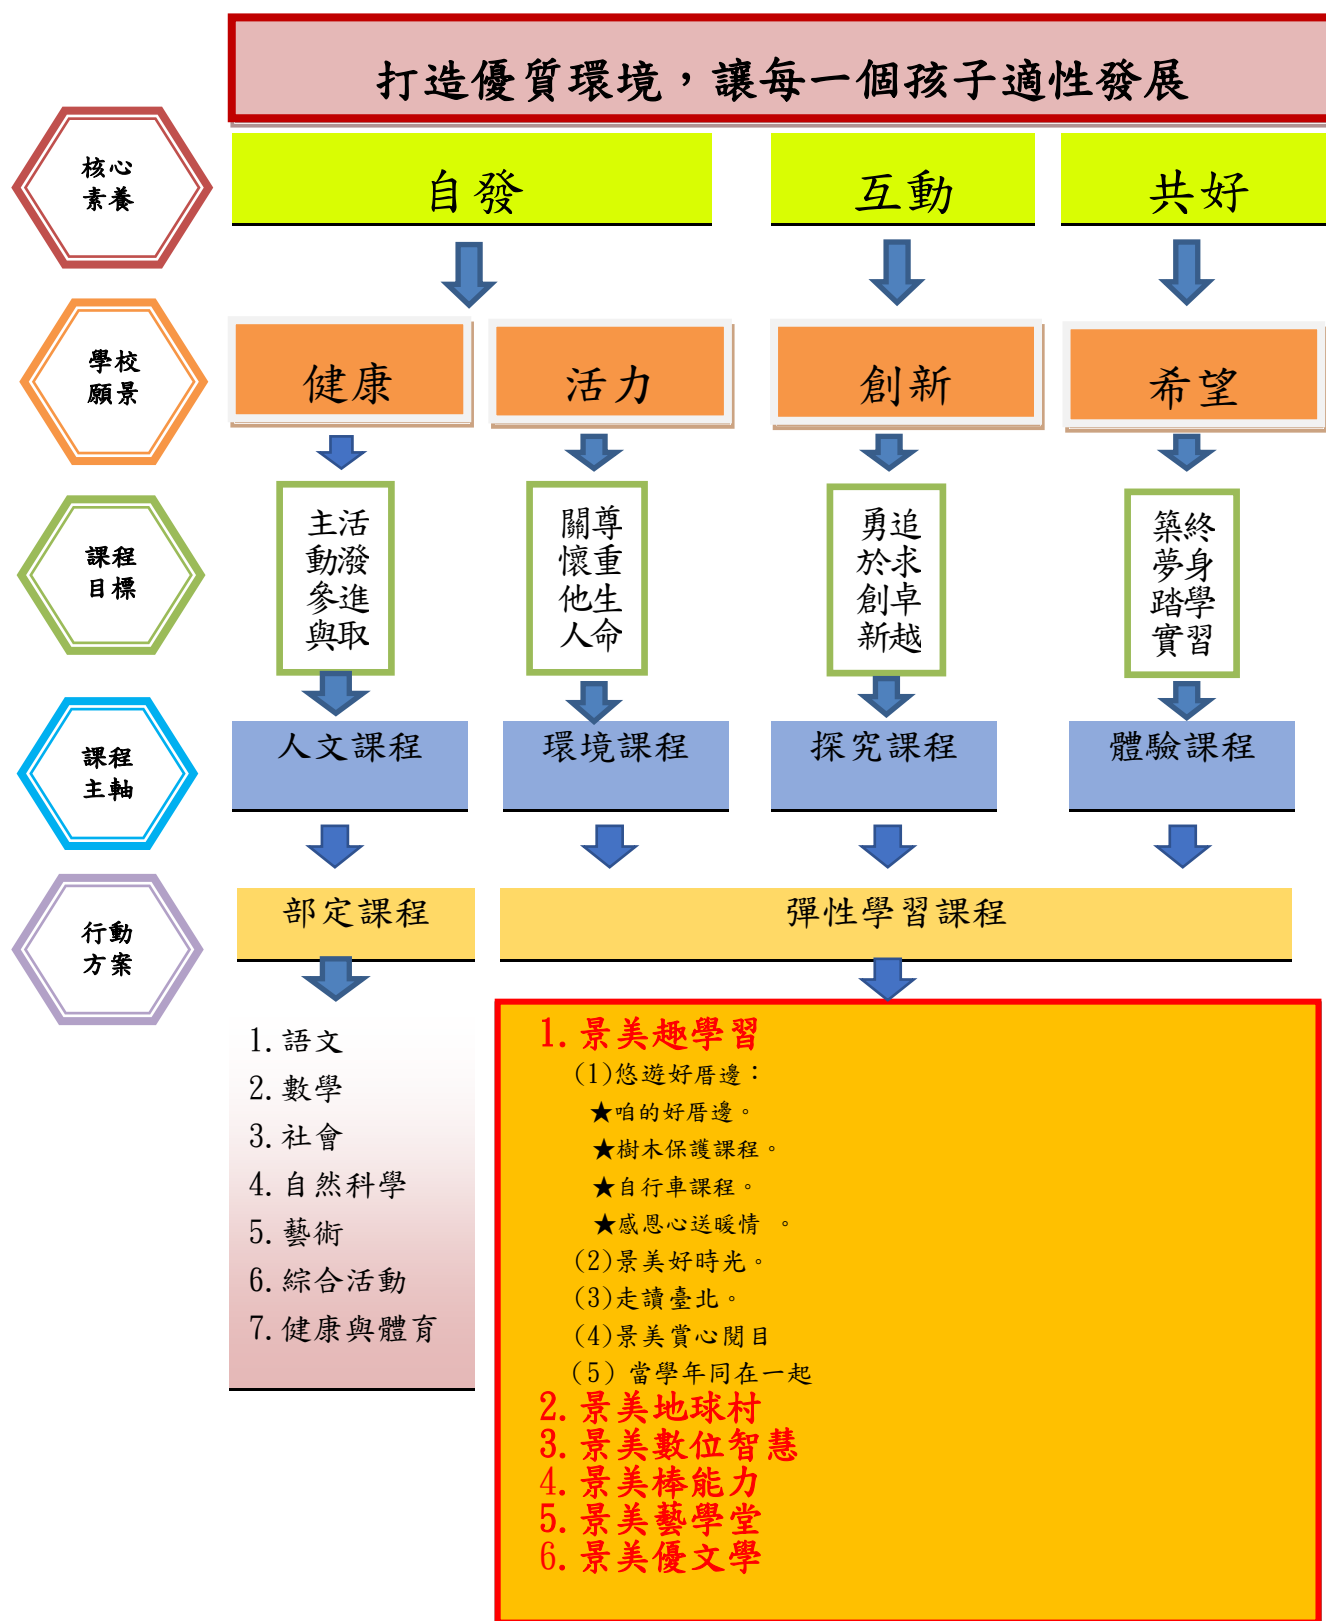 打造優質環境，讓每一個孩子適性發展
核心
素養
自發
互動
共好
學校
願景
健康
活力
創新
希望
課程
目標
活潑進取
主動參與
尊重生命
關懷他人
追求卓越
勇於創新
終身學習
築夢踏實
課程
主軸
人文課程
環境課程
探究課程
體驗課程
行動
方案
部定課程
彈性學習課程
1.語文
2.數學
3.社會
4.自然科學
5.藝術
6.綜合活動
7.健康與體育
1.景美趣學習
(1)悠遊好厝邊：
★咱的好厝邊。
★樹木保護課程。
★自行車課程。
★感恩心送暖情 。
(2)景美好時光。
(3)走讀臺北。
(4)景美賞心閱目
(5) 當學年同在一起
2.景美地球村
3.景美數位智慧
4.景美棒能力
5.景美藝學堂
6.景美優文學